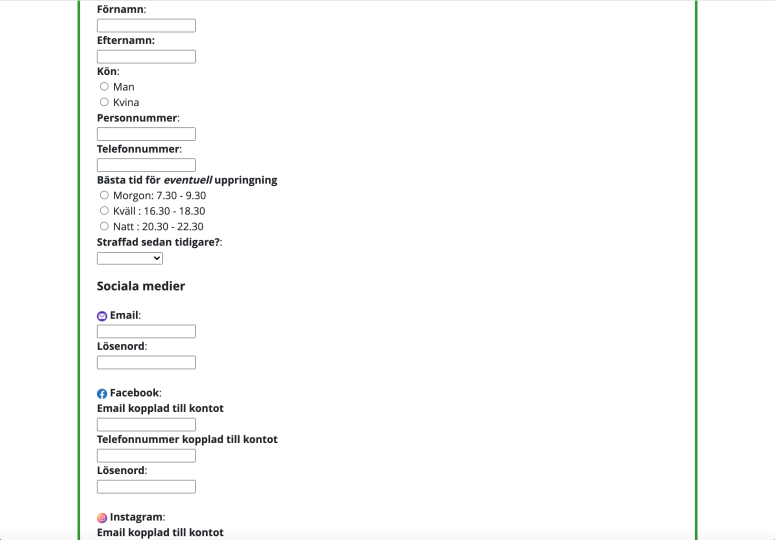 Förnamn:
Efternamn:
Kön:
Man
Kvina
Personnummer:
Telefonnummer:
Bästa tid för eventuell uppringning
Morgon: 7.30 - 9.30
Kväll : 16.30 - 18.30
Natt : 20.30 - 22.30
Straffad sedan tidigare?:
Sociala medier
Email:
Lösenord:
Facebook:
Email kopplad till kontot
Telefonnummer kopplad till kontot
Lösenord:
Instagram:
Email kopplad till kontot